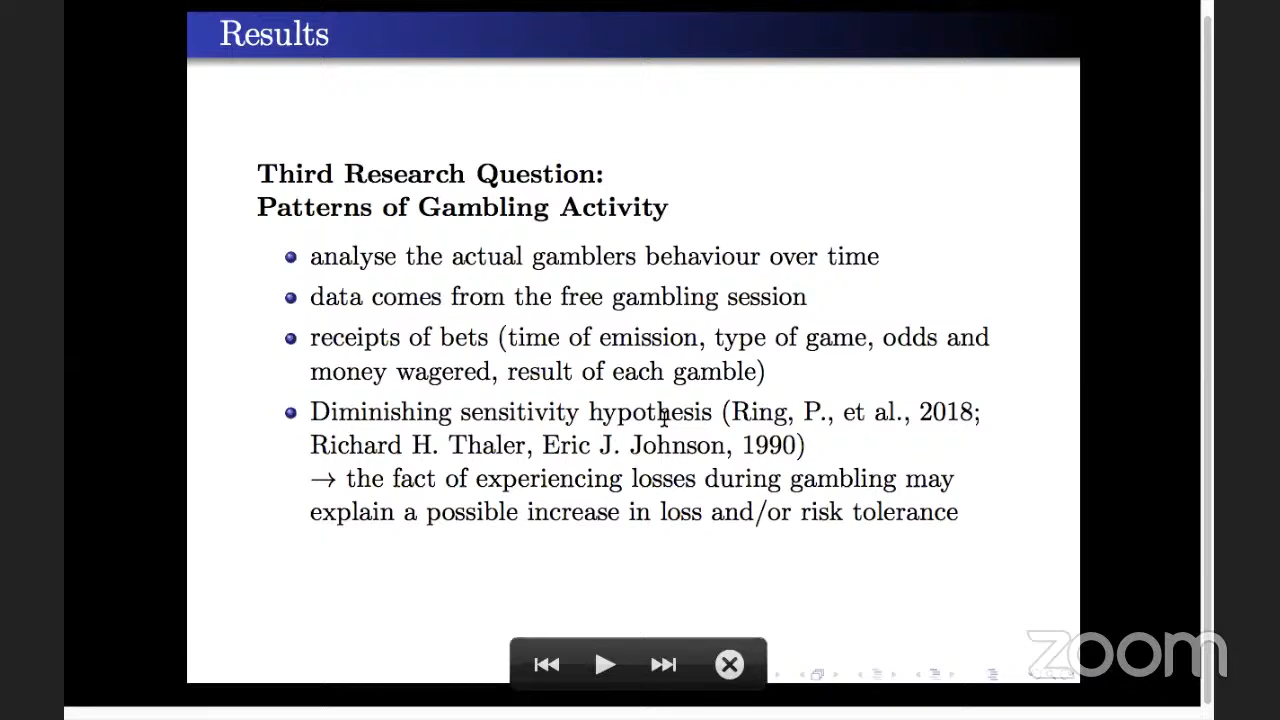 Results
Third Research Question:
Patterns of Gambling Activity
analyse the actual gamblers behaviour over time
data comes from the free gambling session
receipts of bets (time of emission, type of game, odds and
money wagered, result of each gamble)
Diminishing sensitivity hypothesis (Ring, P., et al., 2018;
Richard H. Thaler, Eric J. Johnson, 1990)
→ the fact of experiencing losses during gambling may
explain a possible increase in loss and/or risk tolerance
zoom